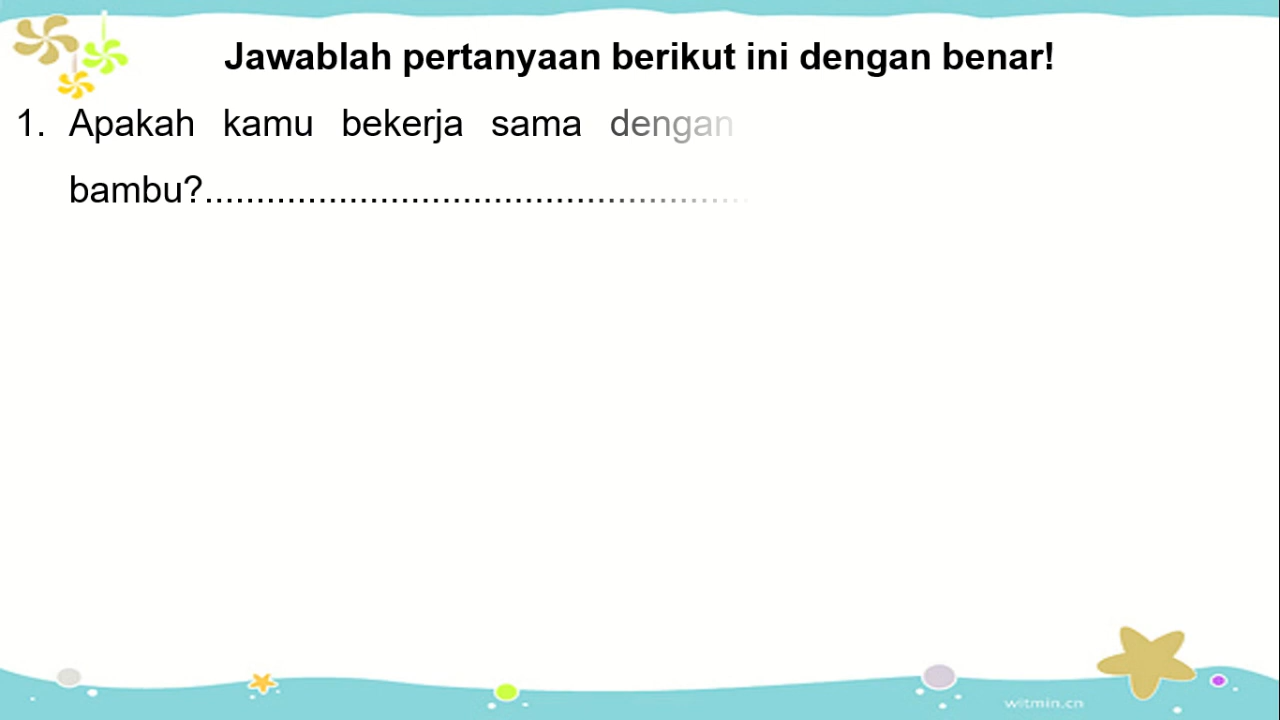 Jawablah pertanyaan berikut ini dengan benar!
1. Apakah kamu bekerja sama dengan
bambu?....................................................
witmin.cn